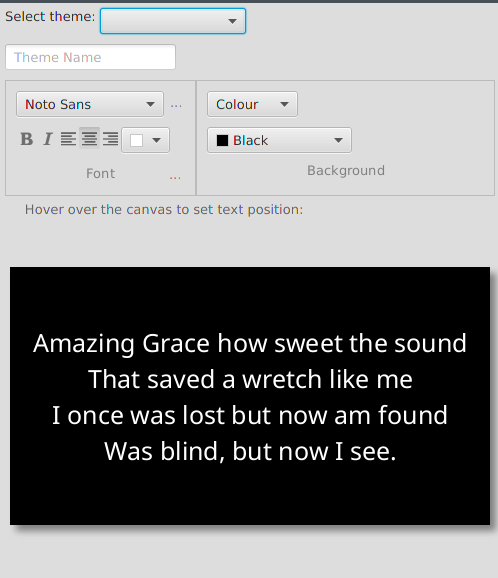 Select theme:
Theme Name
Noto Sans ...
Colour
B I
Black
Font ...
Background
Hover over the canvas to set text position:
Amazing Grace how sweet the sound
That saved a wretch like me
I once was lost but now am found
Was blind, but now I see.